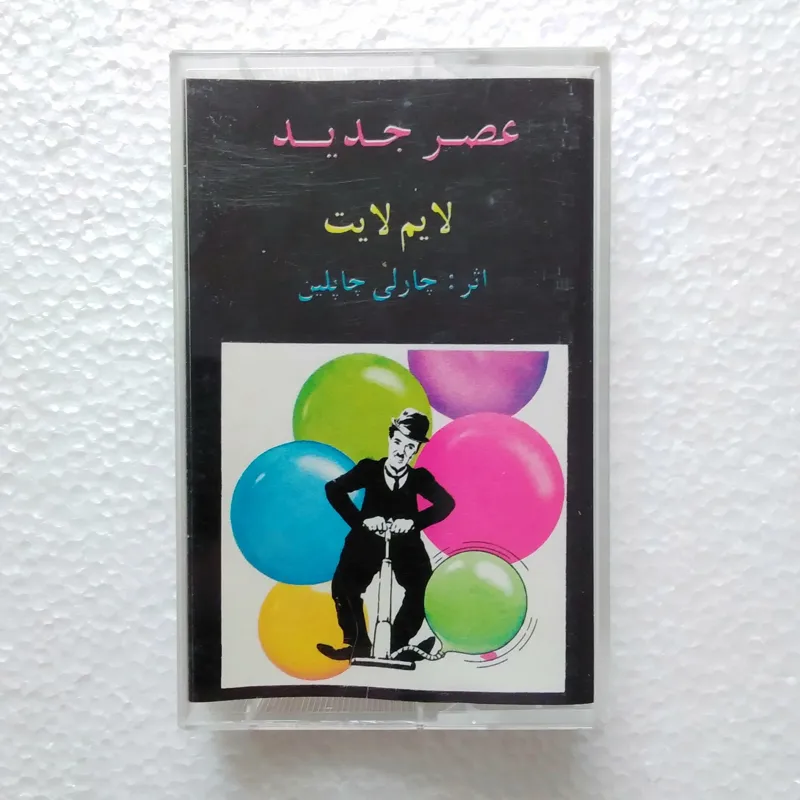 عصر جدید
لایم لایت
اثر : چارلی چاپلین